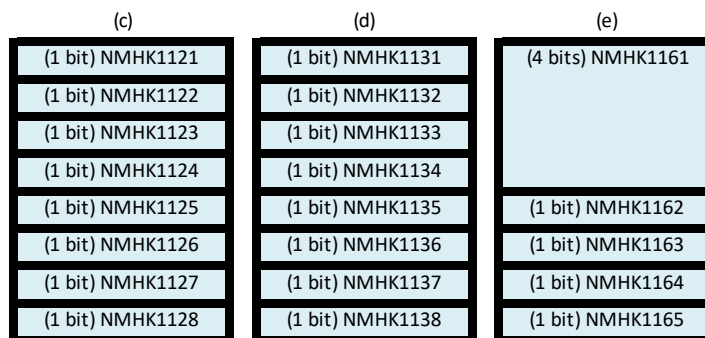 (c)
(1 bit) NMHK1121
(1 bit) NMHK1122
(1 bit) NMHK1123
(1 bit) NMHK1124
(1 bit) NMHK1125
(1 bit) NMHK1126
(1 bit) NMHK1127
(1 bit) NMHK1128
(d)
(1 bit) NMHK1131
(1 bit) NMHK1132
(1 bit) NMHK1133
(1 bit) NMHK1134
(1 bit) NMHK1135
(1 bit) NMHK1136
(1 bit) NMHK1137
(1 bit) NMHK1138
(e)
(4 bits) NMHK1161
(1 bit) NMHK1162
(1 bit) NMHK1163
(1 bit) NMHK1164
(1 bit) NMHK1165